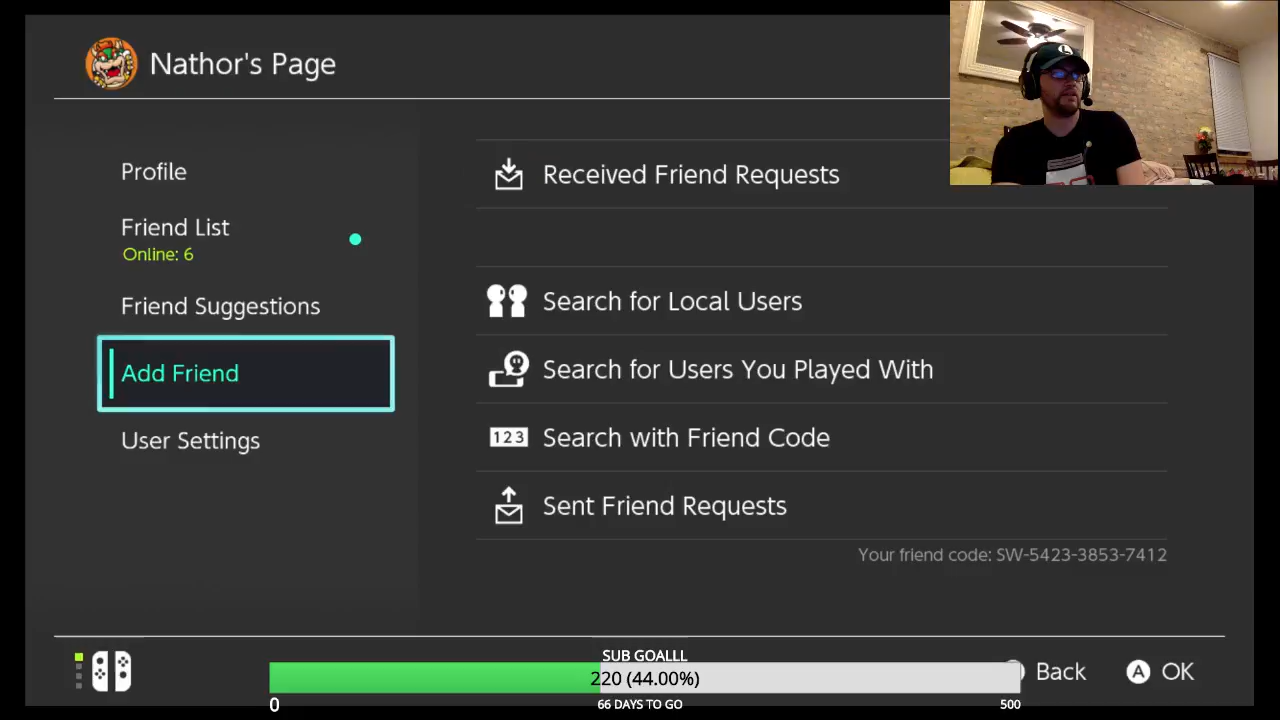 Nathor's Page
Profile
Friend List
Online: 6
Friend Suggestions
Add Friend
User Settings
Received Friend Requests
Search for Local Users
Search for Users You Played With
123
Search with Friend Code
Sent Friend Requests
Your friend code: SW-5423-3853-7412
SUB GOALLL
220 (44.00%)
0
66 DAYS TO GO
500
Back
A OK
L